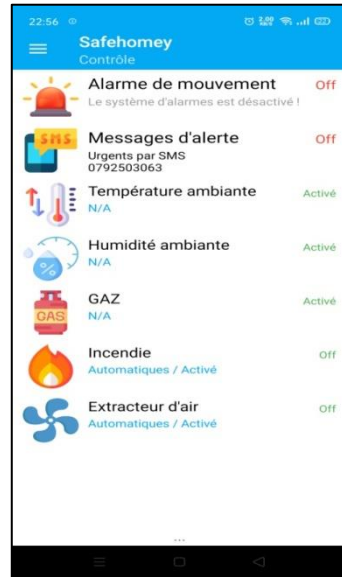 22:56
2,00
Safehomey
Contrôle
Alarme de mouvement Off
Le système d'alarmes est désactivé !
SMS
Messages d'alerte Off
Urgents par SMS
0792503063
Température ambiante Activé
N/A
Humidité ambiante Activé
N/A
%
GAZ Activé
N/A
GAS
Incendie Off
Automatiques / Activé
Extracteur d'air Off
Automatiques / Activé
...